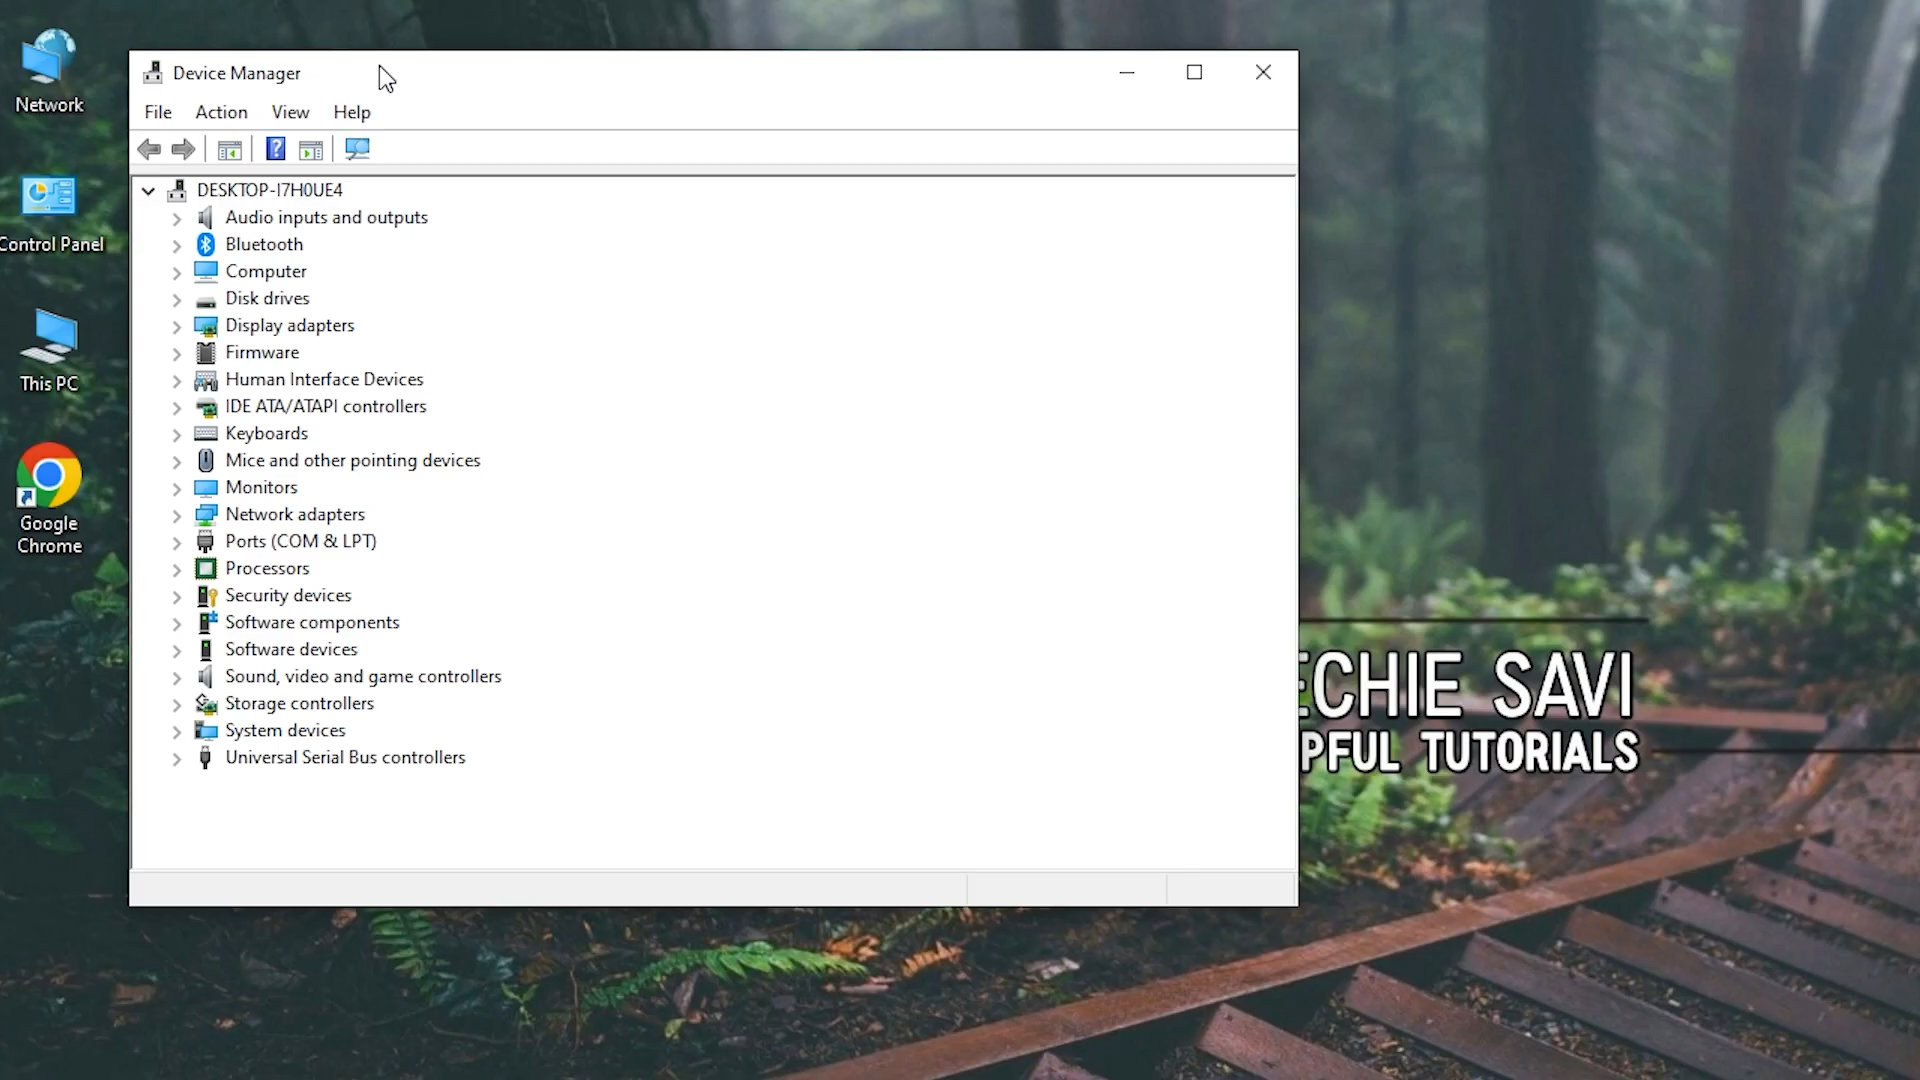 Network
Control Panel
This PC
Google
Chrome
Device Manager
File Action View Help
?
DESKTOP-I7H0UE4
Audio inputs and outputs
Bluetooth
Computer
Disk drives
Display adapters
Firmware
Human Interface Devices
IDE ATA/ATAPI controllers
Keyboards
Mice and other pointing devices
Monitors
Network adapters
Ports (COM & LPT)
Processors
Security devices
Software components
Software devices
Sound, video and game controllers
Storage controllers
System devices
Universal Serial Bus controllers
ECHIE SAVI
PFUL TUTORIALS